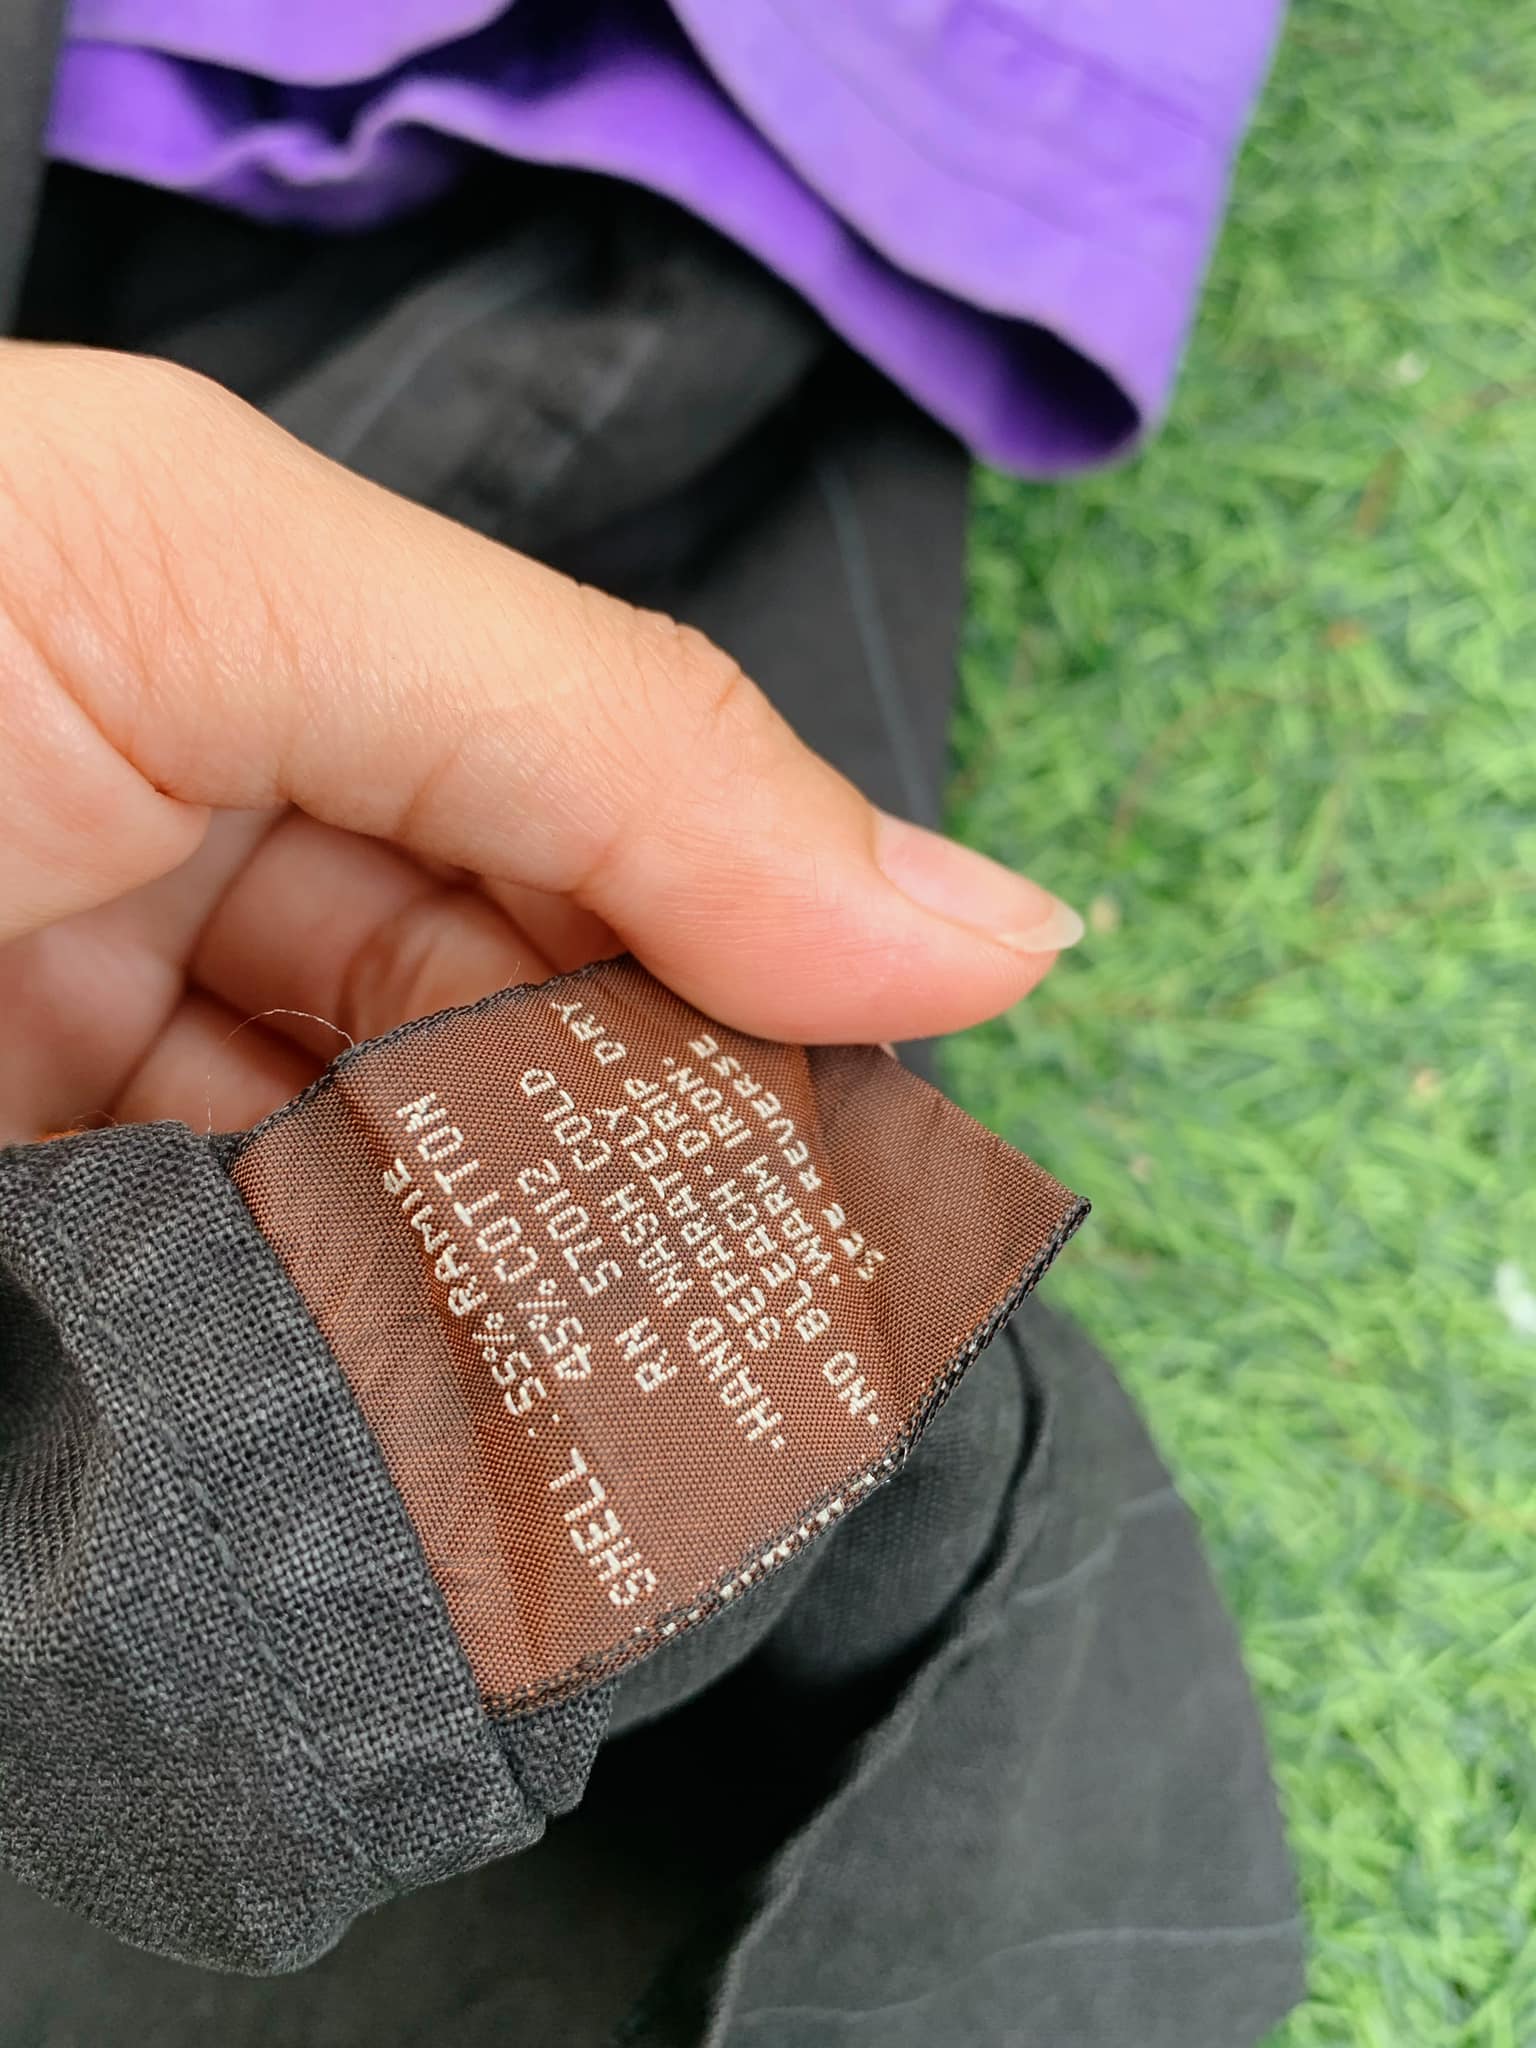 .SHELL:.55% RAMIE
45% COTTON
RN 57012
.HAND WASH COLD
SEPARATELY
.NO BLEACH.DRIP DRY
.WARM IRON.
REVERSE